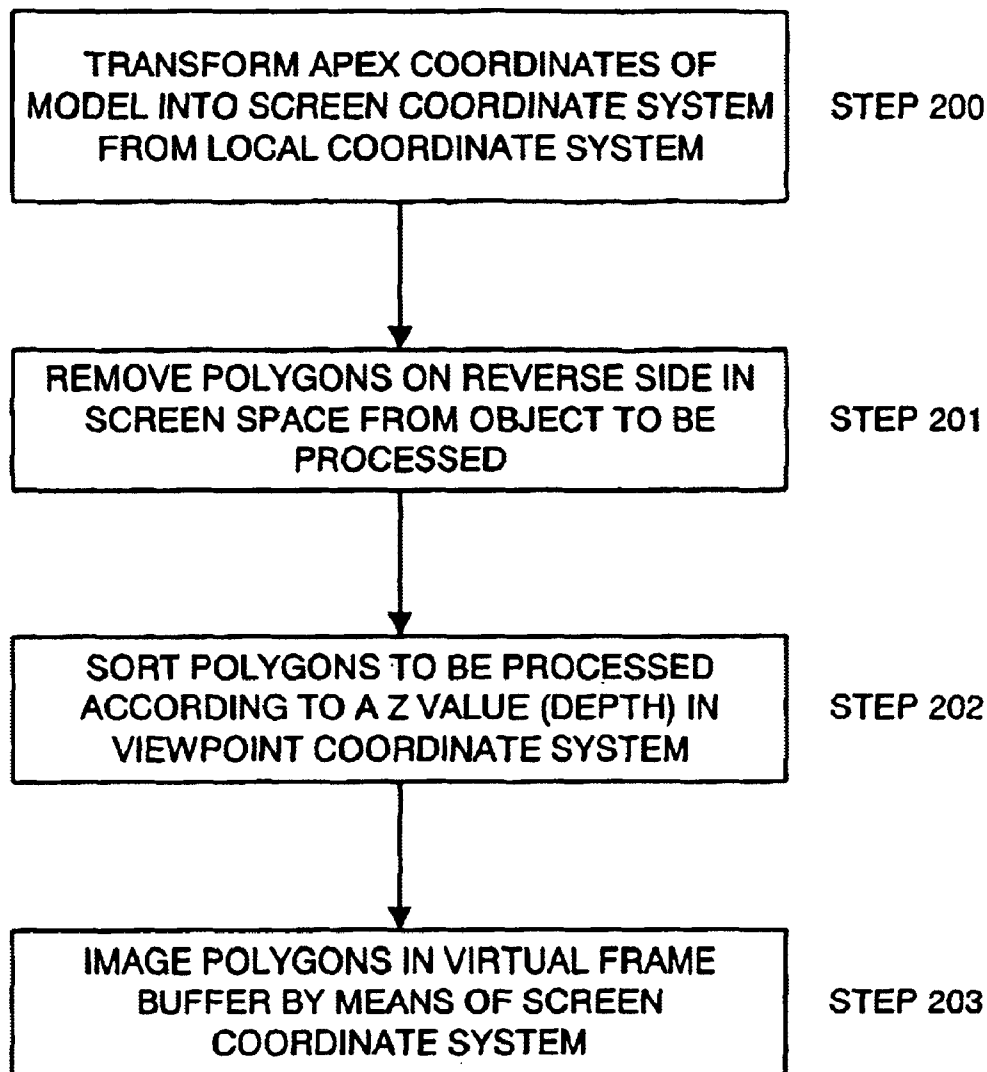 TRANSFORM APEX COORDINATES OF
MODEL INTO SCREEN COORDINATE SYSTEM
FROM LOCAL COORDINATE SYSTEM
STEP 200
REMOVE POLYGONS ON REVERSE SIDE IN
SCREEN SPACE FROM OBJECT TO BE
PROCESSED
STEP 201
SORT POLYGONS TO BE PROCESSED
ACCORDING TO A Z VALUE (DEPTH) IN
VIEWPOINT COORDINATE SYSTEM
STEP 202
IMAGE POLYGONS IN VIRTUAL FRAME
BUFFER BY MEANS OF SCREEN
COORDINATE SYSTEM
STEP 203